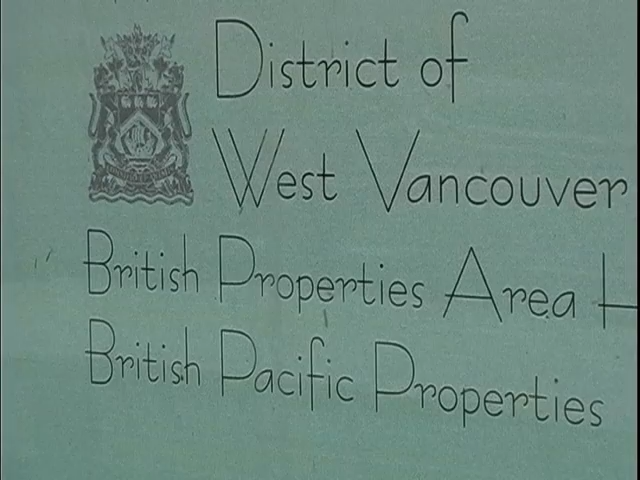 District of
West Vancouver
British Properties Area H
British Pacific Properties